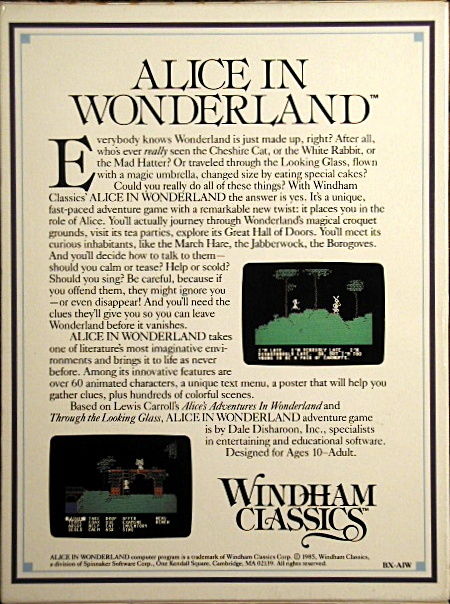 ALICE IN
WONDERLAND™
Everybody knows Wonderland is just made up, right? After all,
who's ever really seen the Cheshire Cat, or the White Rabbit, or
the Mad Hatter? Or traveled through the Looking Glass, flown
with a magic umbrella, changed size by eating special cakes?
Could you really do all of these things? With Windham
Classics' ALICE IN WONDERLAND the answer is yes. It's a unique,
fast-paced adventure game with a remarkable new twist: it places you in the
role of Alice. You'll actually journey through Wonderland's magical croquet
grounds, visit its tea parties, explore its Great Hall of Doors. You'll meet its
curious inhabitants, like the March Hare, the Jabberwock, the Borogoves.
And you'll decide how to talk to them—
should you calm or tease? Help or scold?
Should you sing? Be careful, because if
you offend them, they might ignore you
—or even disappear! And you'll need the
clues they'll give you so you can leave
Wonderland before it vanishes.
ALICE IN WONDERLAND takes
one of literature's most imaginative envi-
ronments and brings it to life as never
before. Among its innovative features are
over 60 animated characters, a unique text menu, a poster that will help you
gather clues, plus hundreds of colorful scenes.
Based on Lewis Carroll's Alice's Adventures In Wonderland and
Through the Looking Glass, ALICE IN WONDERLAND adventure game
is by Dale Disharoon, Inc., specialists
in entertaining and educational software.
Designed for Ages 10–Adult.
WINDHAM
CLASSICS™
ALICE IN WONDERLAND computer program is a trademark of Windham Classics Corp. © 1985, Windham Classics,
a division of Spinnaker Software Corp., One Kendall Square, Cambridge, MA 02139. All rights reserved.
BX-AIW